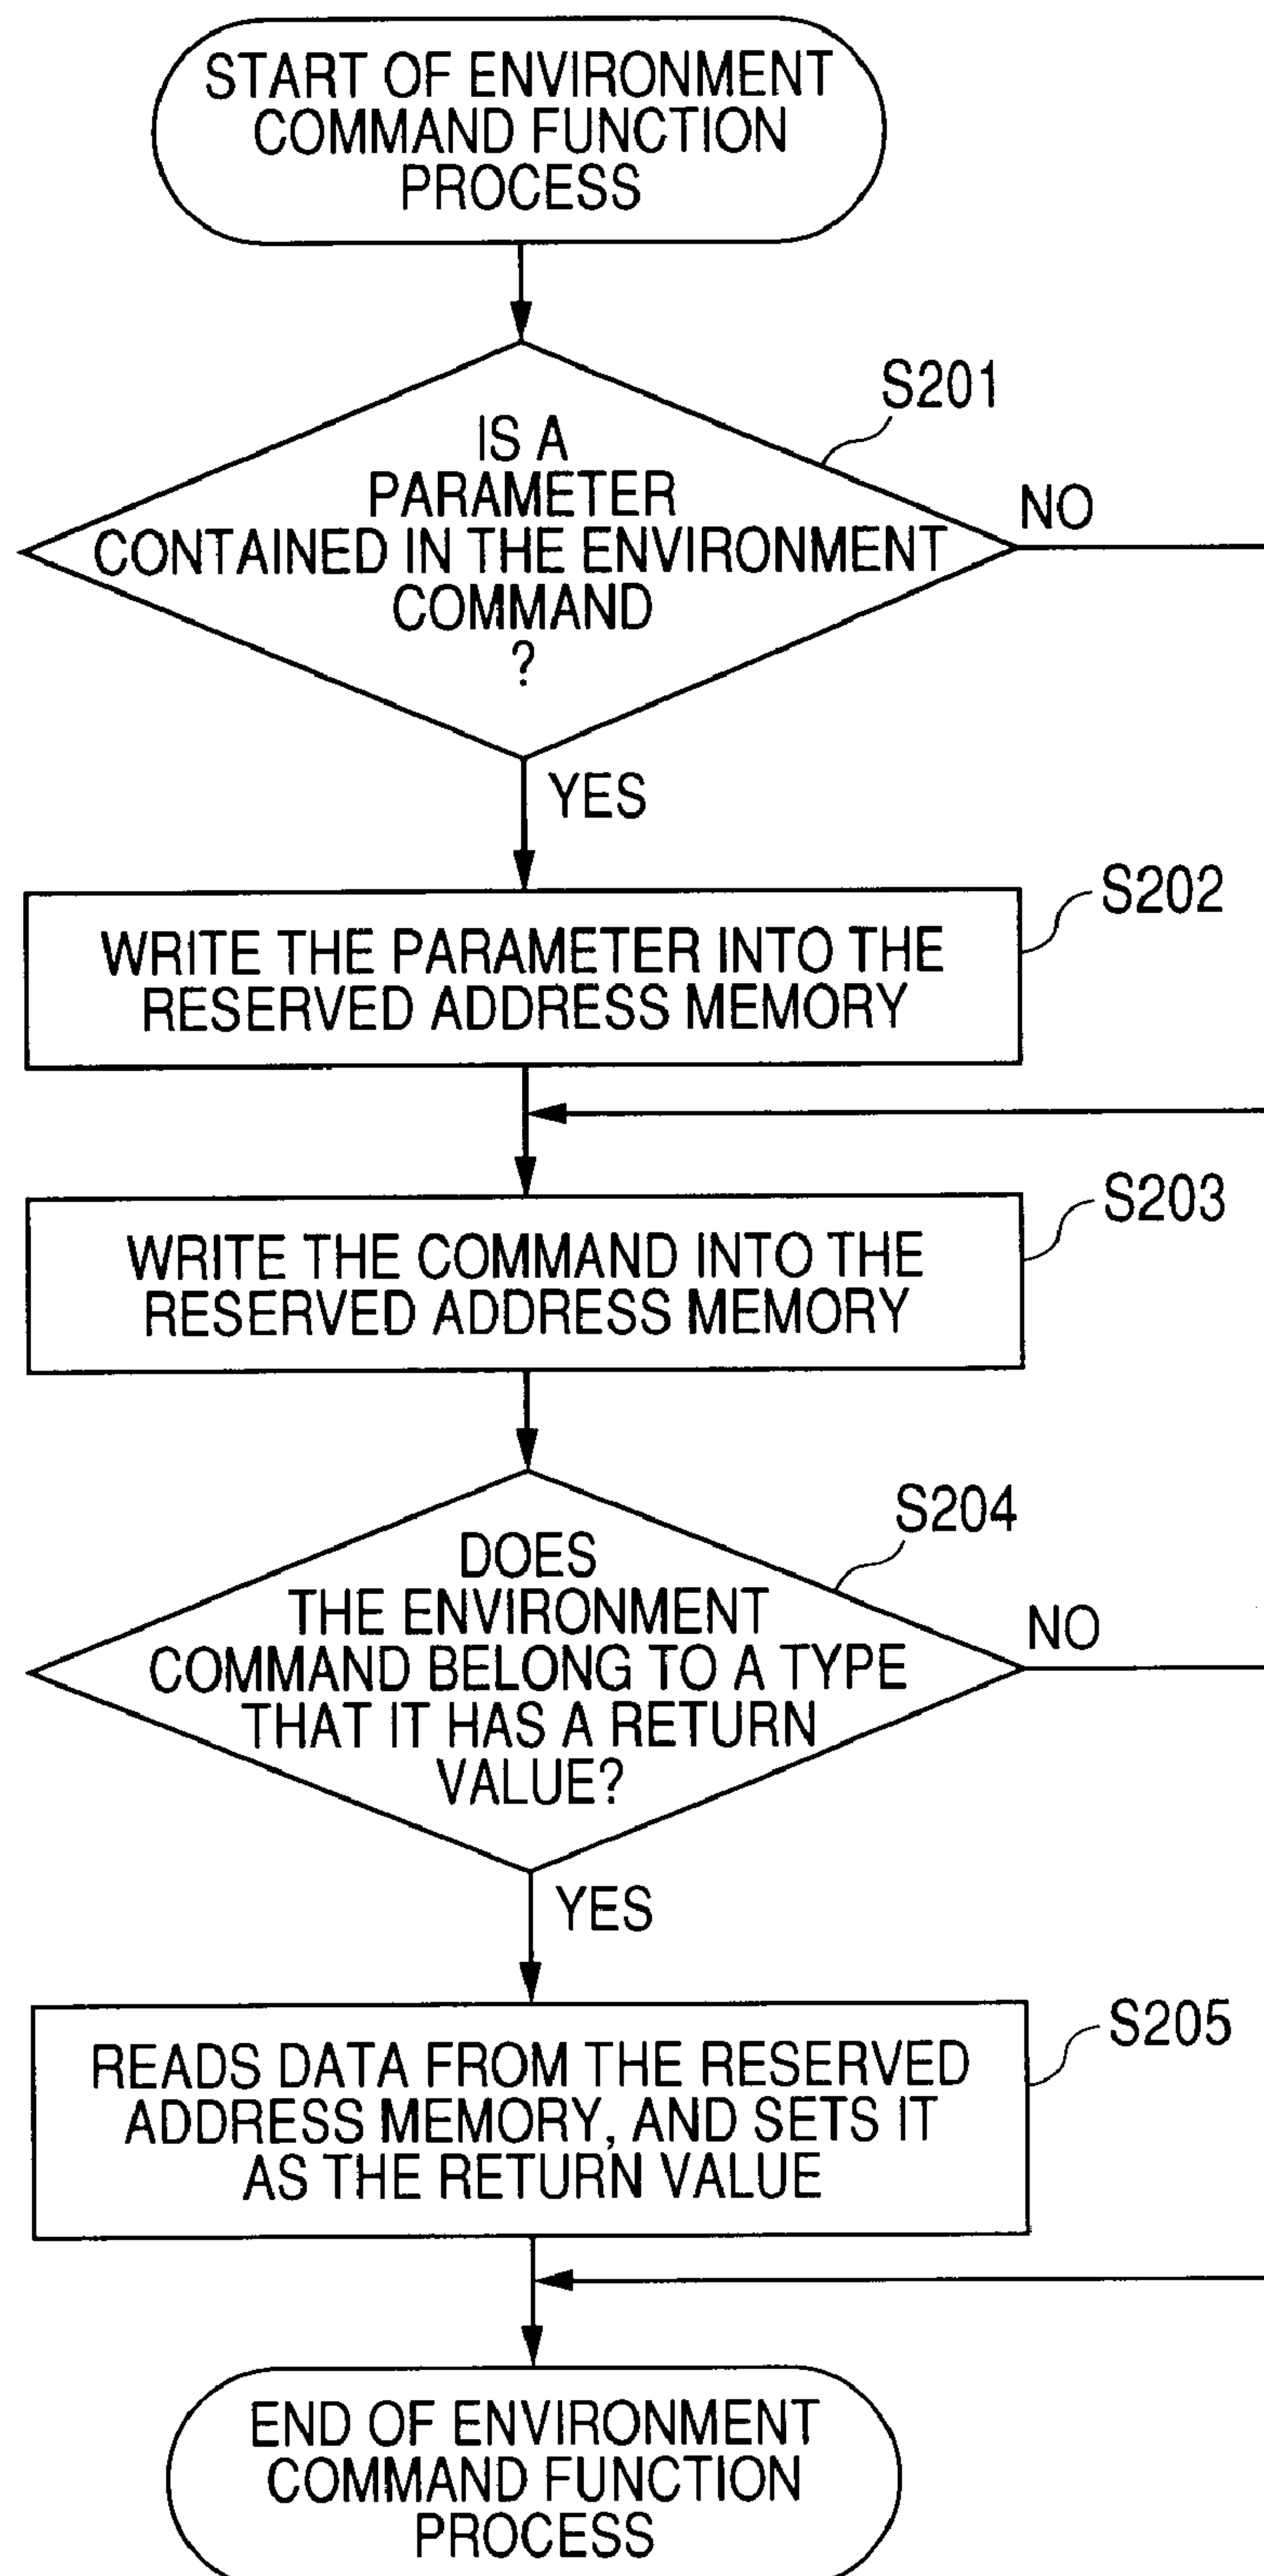 START OF ENVIRONMENT
COMMAND FUNCTION
PROCESS
S201
IS A
PARAMETER
CONTAINED IN THE ENVIRONMENT
COMMAND
?
NO
YES
S202
WRITE THE PARAMETER INTO THE
RESERVED ADDRESS MEMORY
S203
WRITE THE COMMAND INTO THE
RESERVED ADDRESS MEMORY
S204
DOES
THE ENVIRONMENT
COMMAND BELONG TO A TYPE
THAT IT HAS A RETURN
VALUE?
NO
YES
S205
READS DATA FROM THE RESERVED
ADDRESS MEMORY, AND SETS IT
AS THE RETURN VALUE
END OF ENVIRONMENT
COMMAND FUNCTION
PROCESS